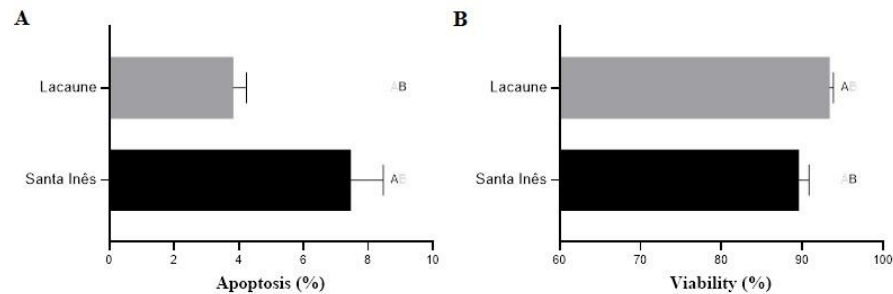 A
Lacaune
AB
Santa Inês
AB
0 2 4 6 8 10
Apoptosis (%)
B
Lacaune
AB
Santa Inês
AB
60 70 80 90 100
Viability (%)